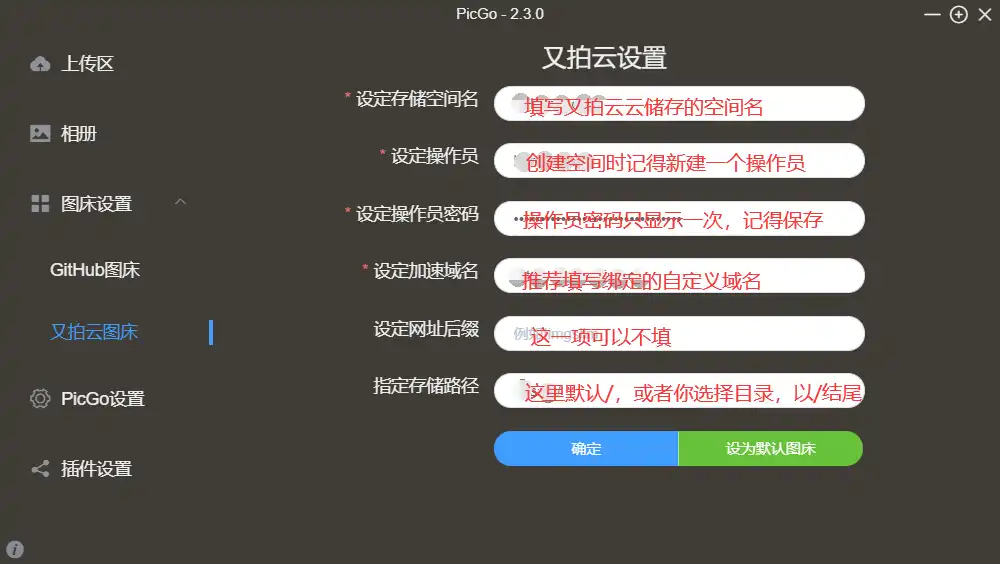 PicGo - 2.3.0
上传区
相册
图床设置
GitHub图床
又拍云图床
PicGo设置
插件设置
又拍云设置
* 设定存储空间名
填写又拍云云储存的空间名
* 设定操作员
创建空间时记得新建一个操作员
* 设定操作员密码
操作员密码只显示一次，记得保存
* 设定加速域名
推荐填写绑定的自定义域名
设定网址后缀
这一项可以不填
指定存储路径
这里默认/，或者你选择目录，以/结尾
确定
设为默认图床